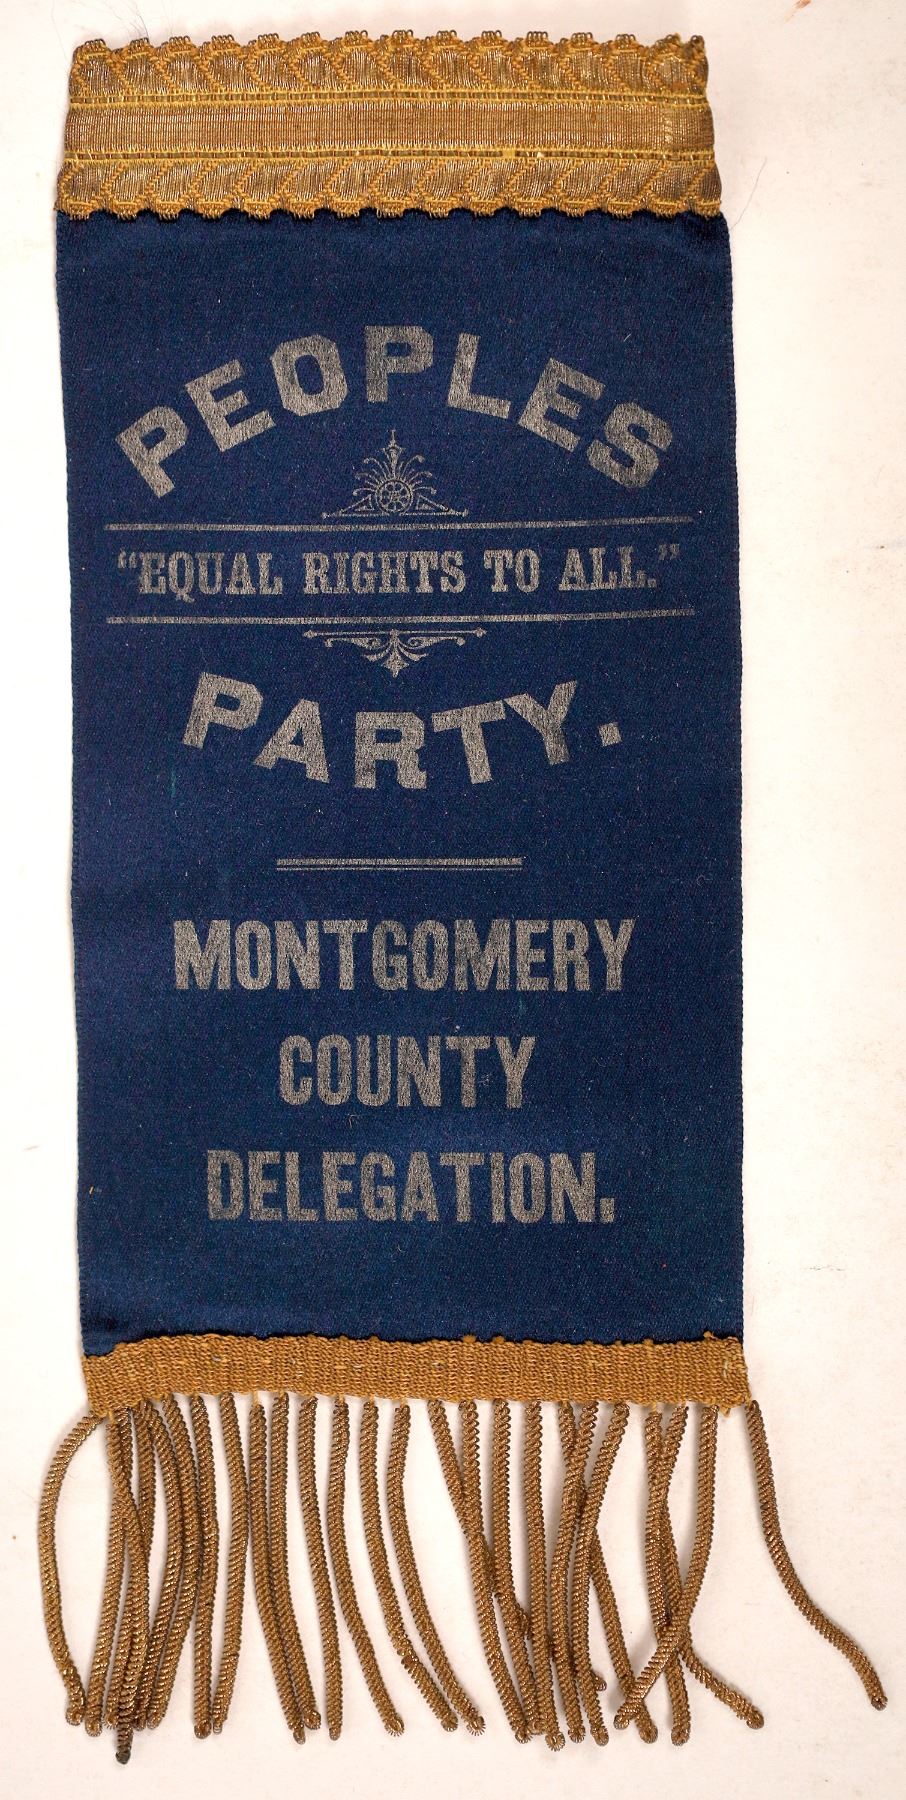 PEOPLES
“EQUAL RIGHTS TO ALL.”
PARTY.
MONTGOMERY
COUNTY
DELEGATION.